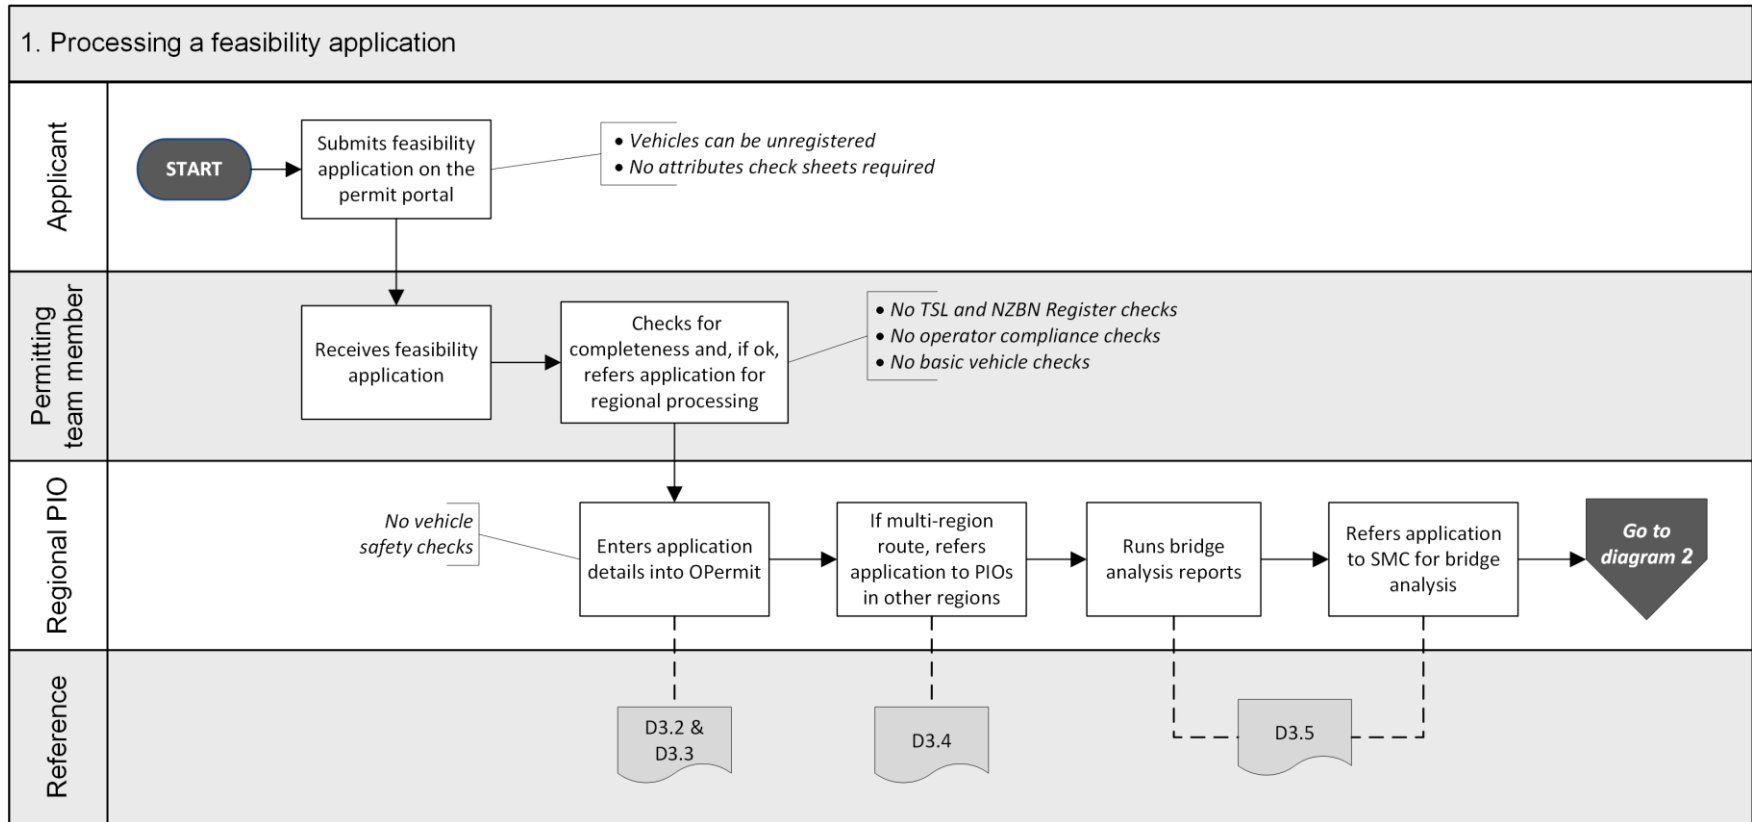 1. Processing a feasibility application
Applicant
START
Submits feasibility
application on the
permit portal
• Vehicles can be unregistered
• No attributes check sheets required
Permitting
team member
Receives feasibility
application
Checks for
completeness and, if ok,
refers application for
regional processing
• No TSL and NZBN Register checks
• No operator compliance checks
• No basic vehicle checks
Regional PIO
No vehicle
safety checks
Enters application
details into OPermit
If multi-region
route, refers
application to PIOs
in other regions
Runs bridge
analysis reports
Refers application
to SMC for bridge
analysis
Go to
diagram 2
Reference
D3.2 &
D3.3
D3.4
D3.5